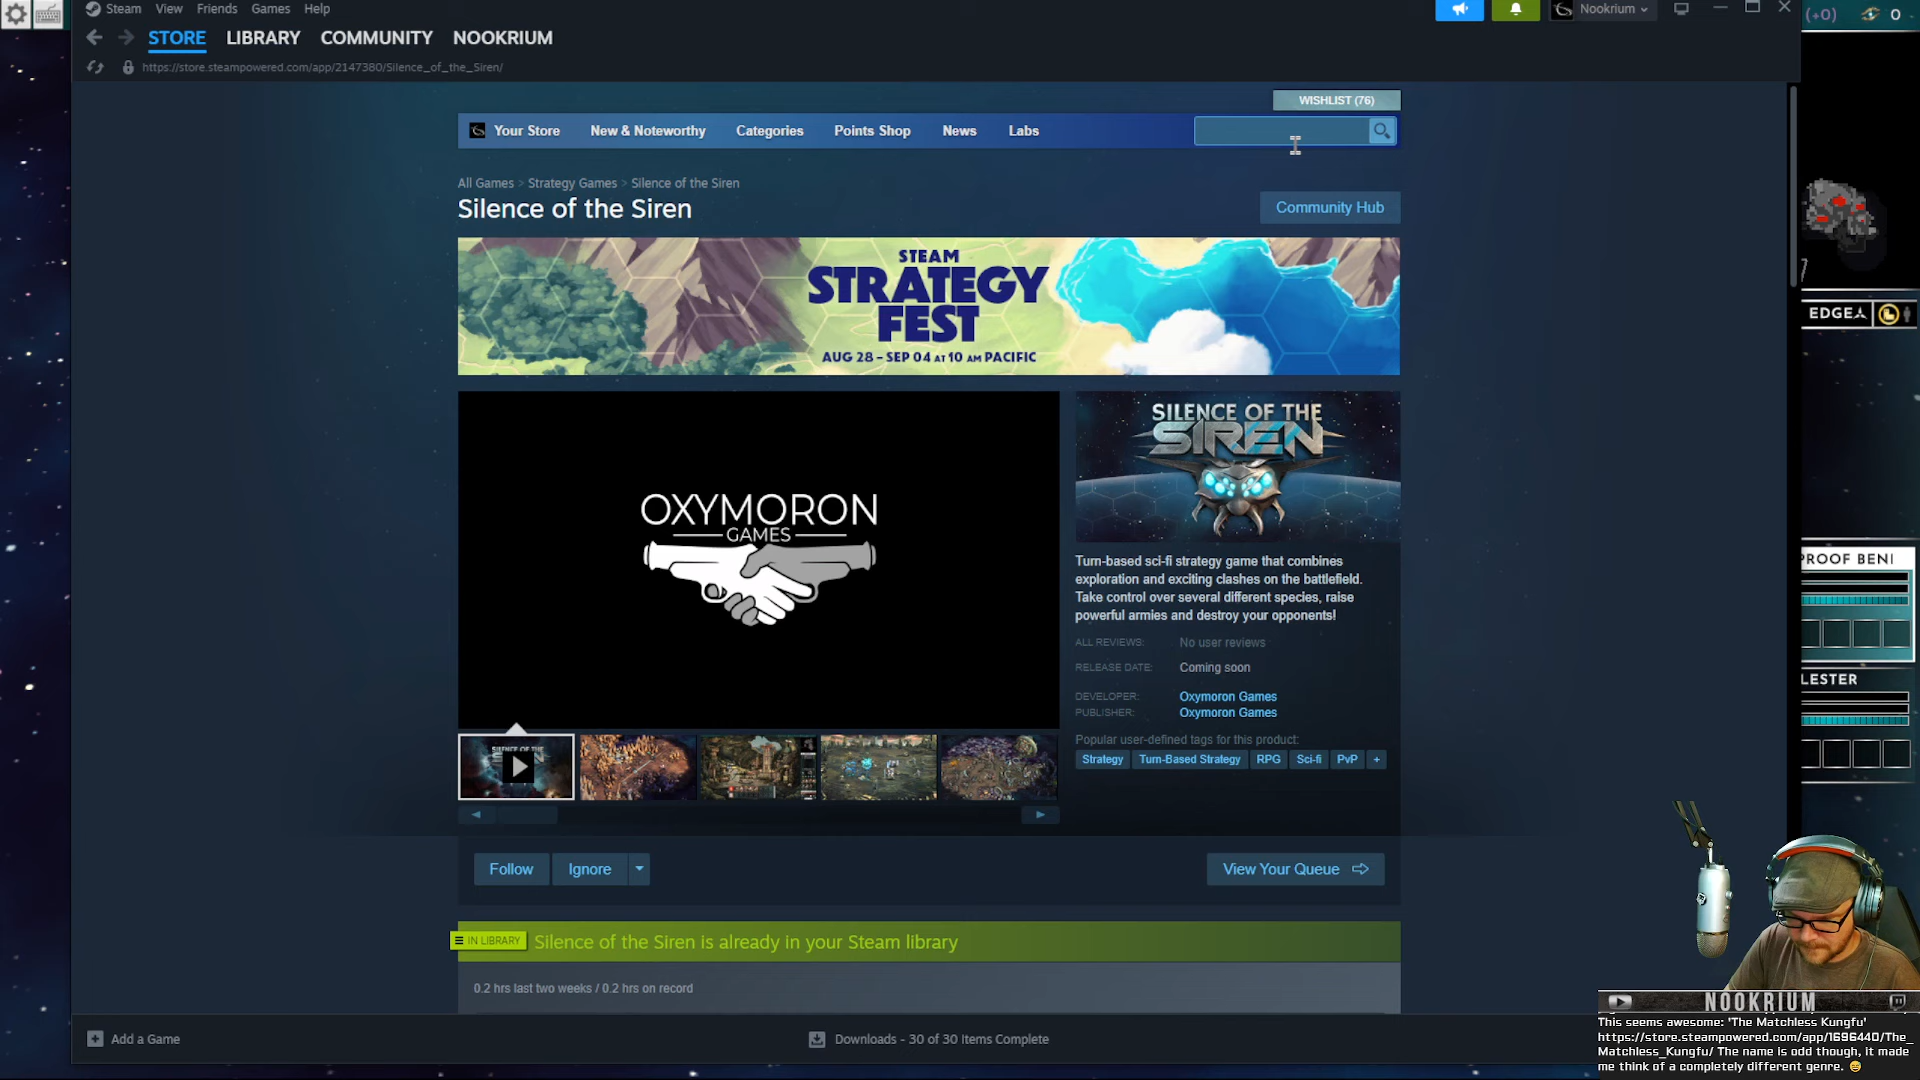 Steam View Friends Games Help
Nookrium
(+0) 0
STORE LIBRARY COMMUNITY NOOKRIUM
https://store.steampowered.com/app/2147380/Silence_of_the_Siren/
WISHLIST (76)
Your Store New & Noteworthy Categories Points Shop News Labs
All Games > Strategy Games > Silence of the Siren
Silence of the Siren
Community Hub
STEAM
STRATEGY
FEST
AUG 28 - SEP 04 AT 10 AM PACIFIC
EDGE
OXYMORON
GAMES
SILENCE OF THE
SIREN
Turn-based sci-fi strategy game that combines
exploration and exciting clashes on the battlefield.
Take control over several different species, raise
powerful armies and destroy your opponents!
ALL REVIEWS: No user reviews
RELEASE DATE: Coming soon
DEVELOPER: Oxymoron Games
PUBLISHER: Oxymoron Games
Popular user-defined tags for this product:
Strategy Turn-Based Strategy RPG Sci-fi PvP +
PROOF BENI
LESTER
Follow Ignore
View Your Queue
IN LIBRARY Silence of the Siren is already in your Steam library
0.2 hrs last two weeks / 0.2 hrs on record
Add a Game
Downloads - 30 of 30 Items Complete
NOOKRIUM
This seems awesome: 'The Matchless Kungfu'
https://store.steampowered.com/app/1696440/The_
Matchless_Kungfu/ The name is odd though, it made
me think of a completely different genre.